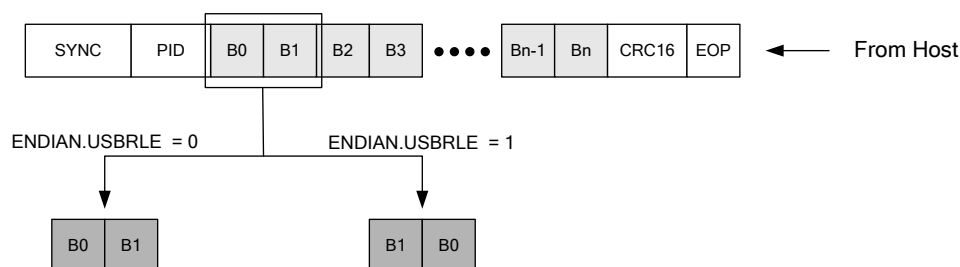 SYNC PID B0 B1 B2 B3 Bn-1 Bn CRC16 EOP From Host
ENDIAN.USBRLE = 0 ENDIAN.USBRLE = 1
B0 B1 B1 B0